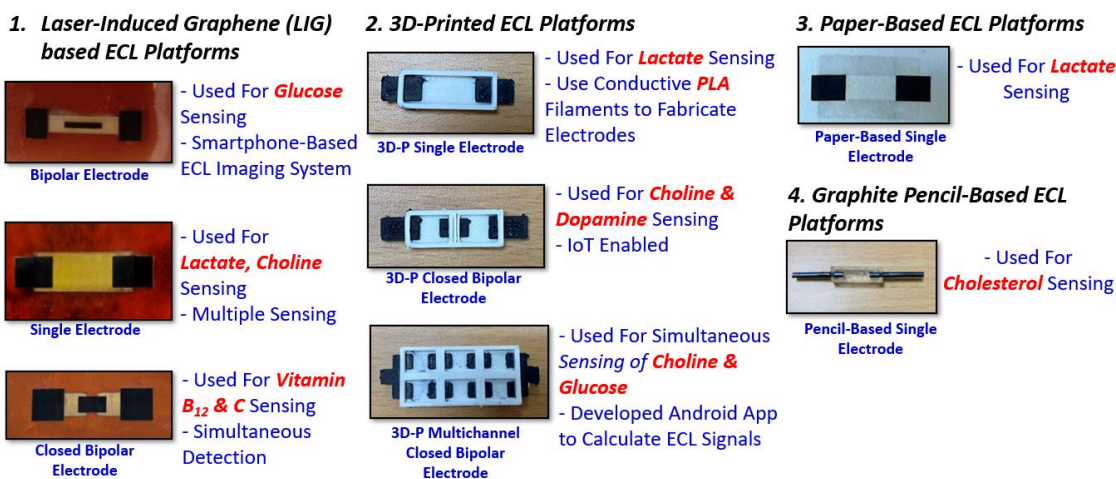 1. Laser-Induced Graphene (LIG)
based ECL Platforms
- Used For Glucose
Sensing
- Smartphone-Based
ECL Imaging System
Bipolar Electrode
- Used For
Lactate, Choline
Sensing
- Multiple Sensing
Single Electrode
- Used For Vitamin
B₁₂ & C Sensing
- Simultaneous
Detection
Closed Bipolar
Electrode
2. 3D-Printed ECL Platforms
- Used For Lactate Sensing
- Use Conductive PLA
Filaments to Fabricate
Electrodes
3D-P Single Electrode
- Used For Choline &
Dopamine Sensing
- IoT Enabled
3D-P Closed Bipolar
Electrode
- Used For Simultaneous
Sensing of Choline &
Glucose
- Developed Android App
to Calculate ECL Signals
3D-P Multichannel
Closed Bipolar
Electrode
3. Paper-Based ECL Platforms
- Used For Lactate
Sensing
Paper-Based Single
Electrode
4. Graphite Pencil-Based ECL
Platforms
- Used For
Cholesterol Sensing
Pencil-Based Single
Electrode